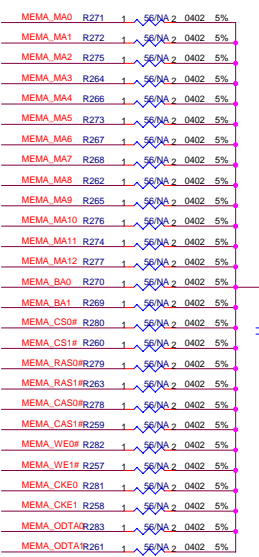 MEMA_MA0 R271 1 56/NA 2 0402 5%
MEMA_MA1 R272 1 56/NA 2 0402 5%
MEMA_MA2 R275 1 56/NA 2 0402 5%
MEMA_MA3 R264 1 56/NA 2 0402 5%
MEMA_MA4 R266 1 56/NA 2 0402 5%
MEMA_MA5 R273 1 56/NA 2 0402 5%
MEMA_MA6 R267 1 56/NA 2 0402 5%
MEMA_MA7 R268 1 56/NA 2 0402 5%
MEMA_MA8 R262 1 56/NA 2 0402 5%
MEMA_MA9 R265 1 56/NA 2 0402 5%
MEMA_MA10 R276 1 56/NA 2 0402 5%
MEMA_MA11 R274 1 56/NA 2 0402 5%
MEMA_MA12 R277 1 56/NA 2 0402 5%
MEMA_BA0 R270 1 56/NA 2 0402 5%
MEMA_BA1 R269 1 56/NA 2 0402 5%
MEMA_CS0# R280 1 56/NA 2 0402 5%
MEMA_CS1# R260 1 56/NA 2 0402 5%
MEMA_RAS0# R279 1 56/NA 2 0402 5%
MEMA_RAS1# R263 1 56/NA 2 0402 5%
MEMA_CAS0# R278 1 56/NA 2 0402 5%
MEMA_CAS1# R259 1 56/NA 2 0402 5%
MEMA_WE0# R282 1 56/NA 2 0402 5%
MEMA_WE1# R257 1 56/NA 2 0402 5%
MEMA_CKE0 R281 1 56/NA 2 0402 5%
MEMA_CKE1 R258 1 56/NA 2 0402 5%
MEMA_ODTA0 R283 1 56/NA 2 0402 5%
MEMA_ODTA1 R261 1 56/NA 2 0402 5%